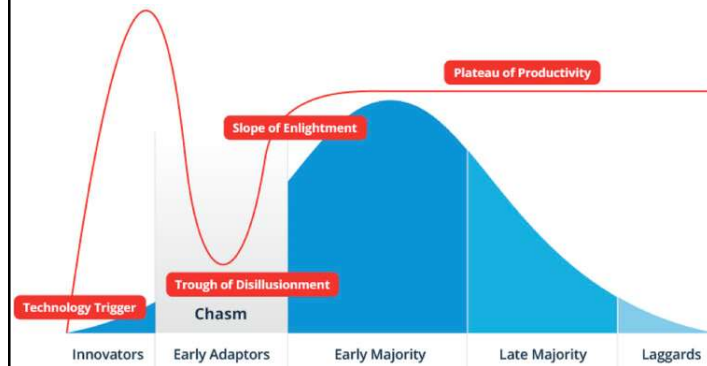 Plateau of Productivity
Slope of Enlightment
Trough of Disillusionment
Technology Trigger
Chasm
Innovators
Early Adaptors
Early Majority
Late Majority
Laggards